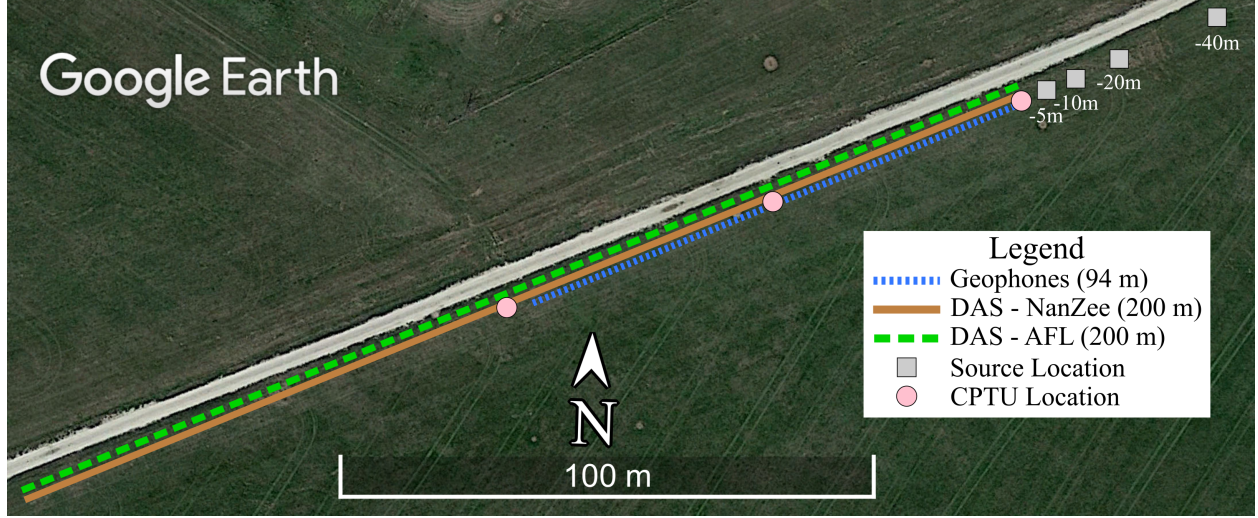 Google Earth
-40m
-20m
-10m
-5m
Legend
Geophones (94 m)
DAS - NanZee (200 m)
DAS - AFL (200 m)
Source Location
CPTU Location
N
100 m